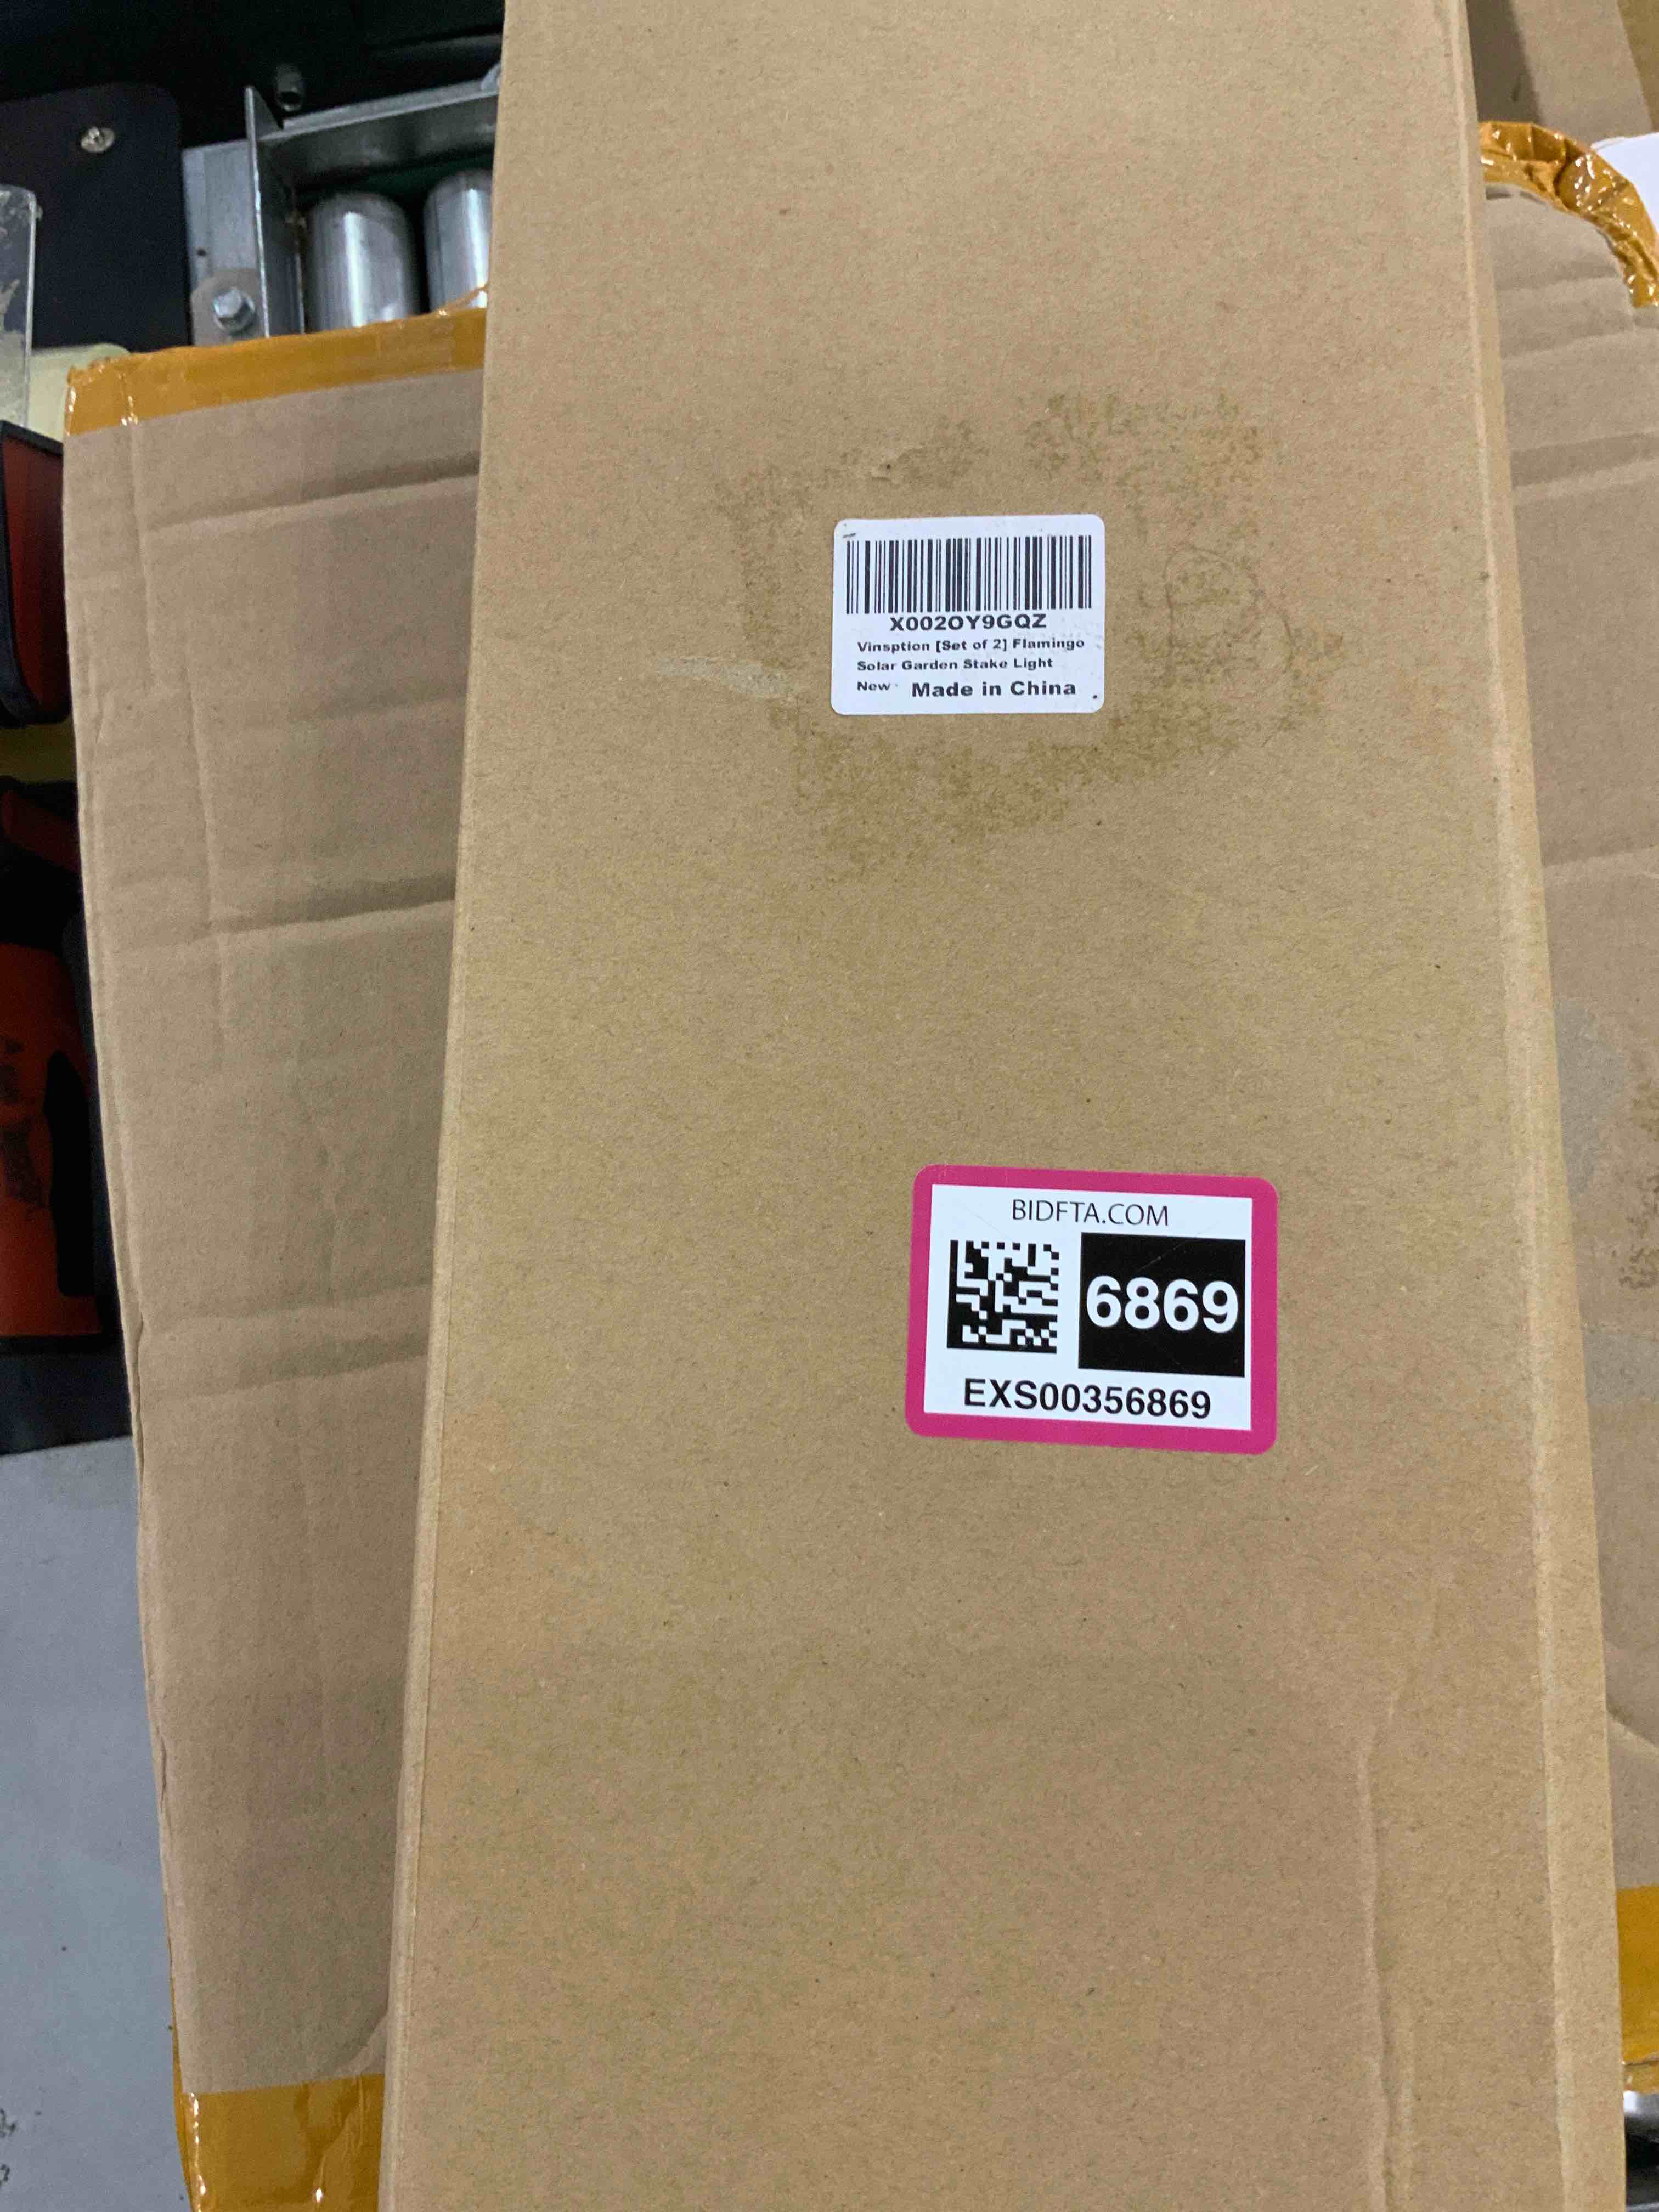 X002OY9GQZ
Vinsption [Set of 2] Flamingo
Solar Garden Stake Light
New Made in China
BIDFTA.COM
6869
EXS00356869